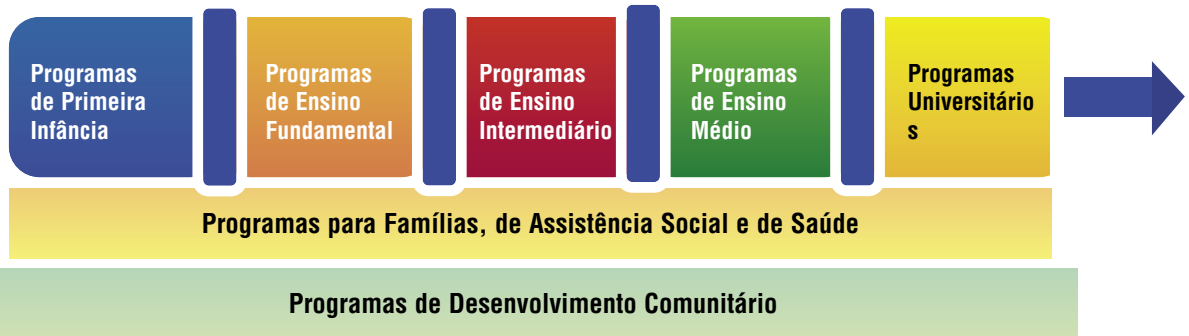 Programas
de Primeira
Infância
Programas
de Ensino
Fundamental
Programas
de Ensino
Intermediário
Programas
de Ensino
Médio
Programas
Universitário
s
Programas para Famílias, de Assistência Social e de Saúde
Programas de Desenvolvimento Comunitário